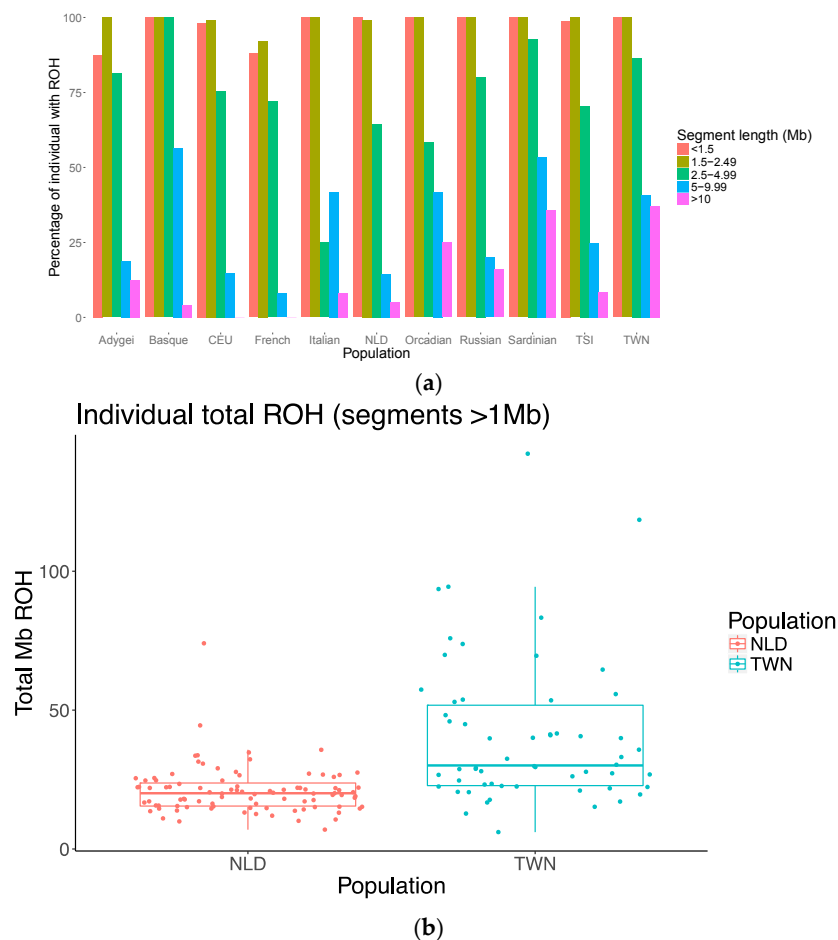 100
75
50
25
0
Percentage of individual with ROH
Adygei Basque CEU French Italian NLD Orcadian Russian Sardinian TSI TWN
Population
Segment length (Mb)
<1.5
1.5−2.49
2.5−4.99
5−9.99
>10
(a)
Individual total ROH (segments >1Mb)
100
50
0
Total Mb ROH
NLD TWN
Population
Population
NLD
TWN
(b)